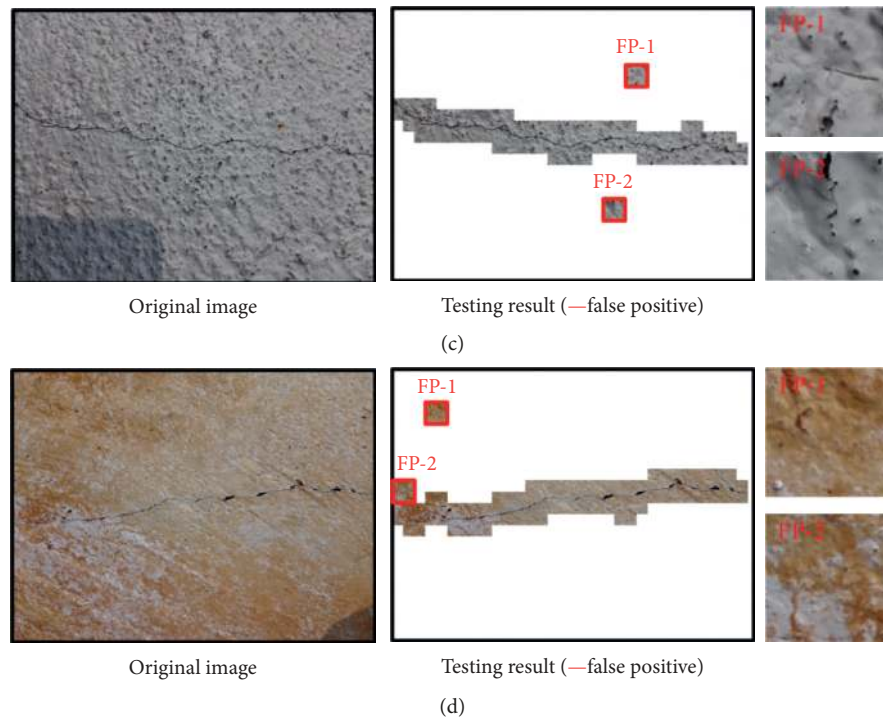 FP-1
FP-1
FP-2
FP-2
Original image
Testing result (—false positive)
(c)
FP-1
FP-1
FP-2
FP-2
Original image
Testing result (—false positive)
(d)